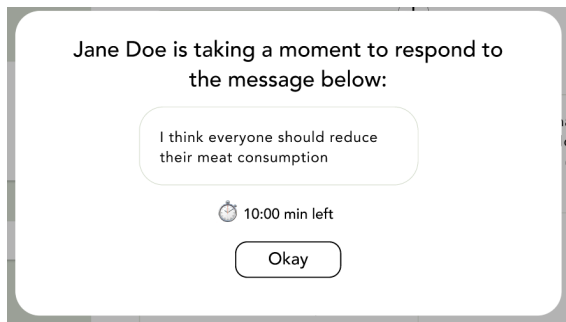 Jane Doe is taking a moment to respond to
the message below:
I think everyone should reduce
their meat consumption
10:00 min left
Okay